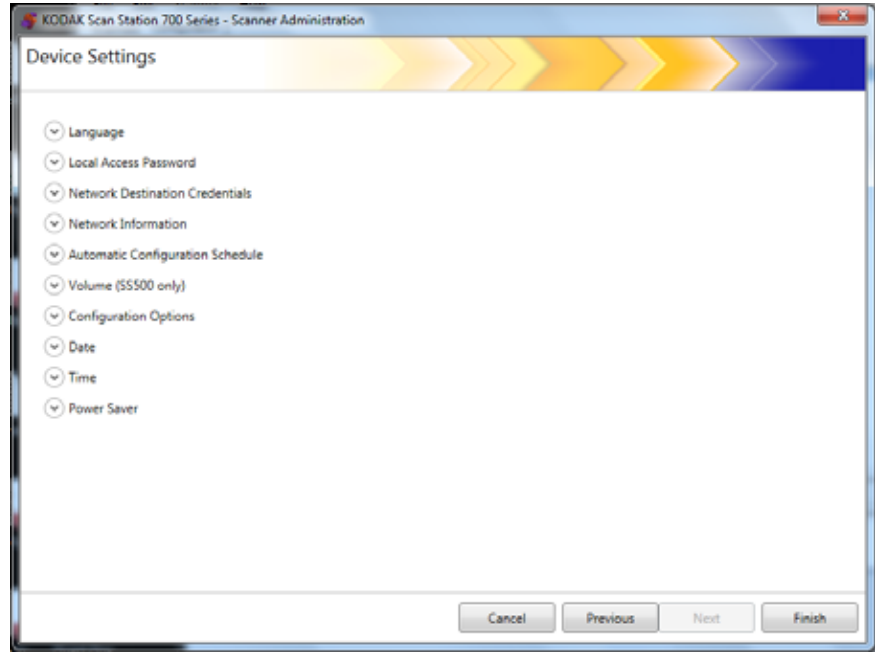 KODAK Scan Station 700 Series - Scanner Administration
Device Settings
Language
Local Access Password
Network Destination Credentials
Network Information
Automatic Configuration Schedule
Volume (SS500 only)
Configuration Options
Date
Time
Power Saver
Cancel Previous Next Finish